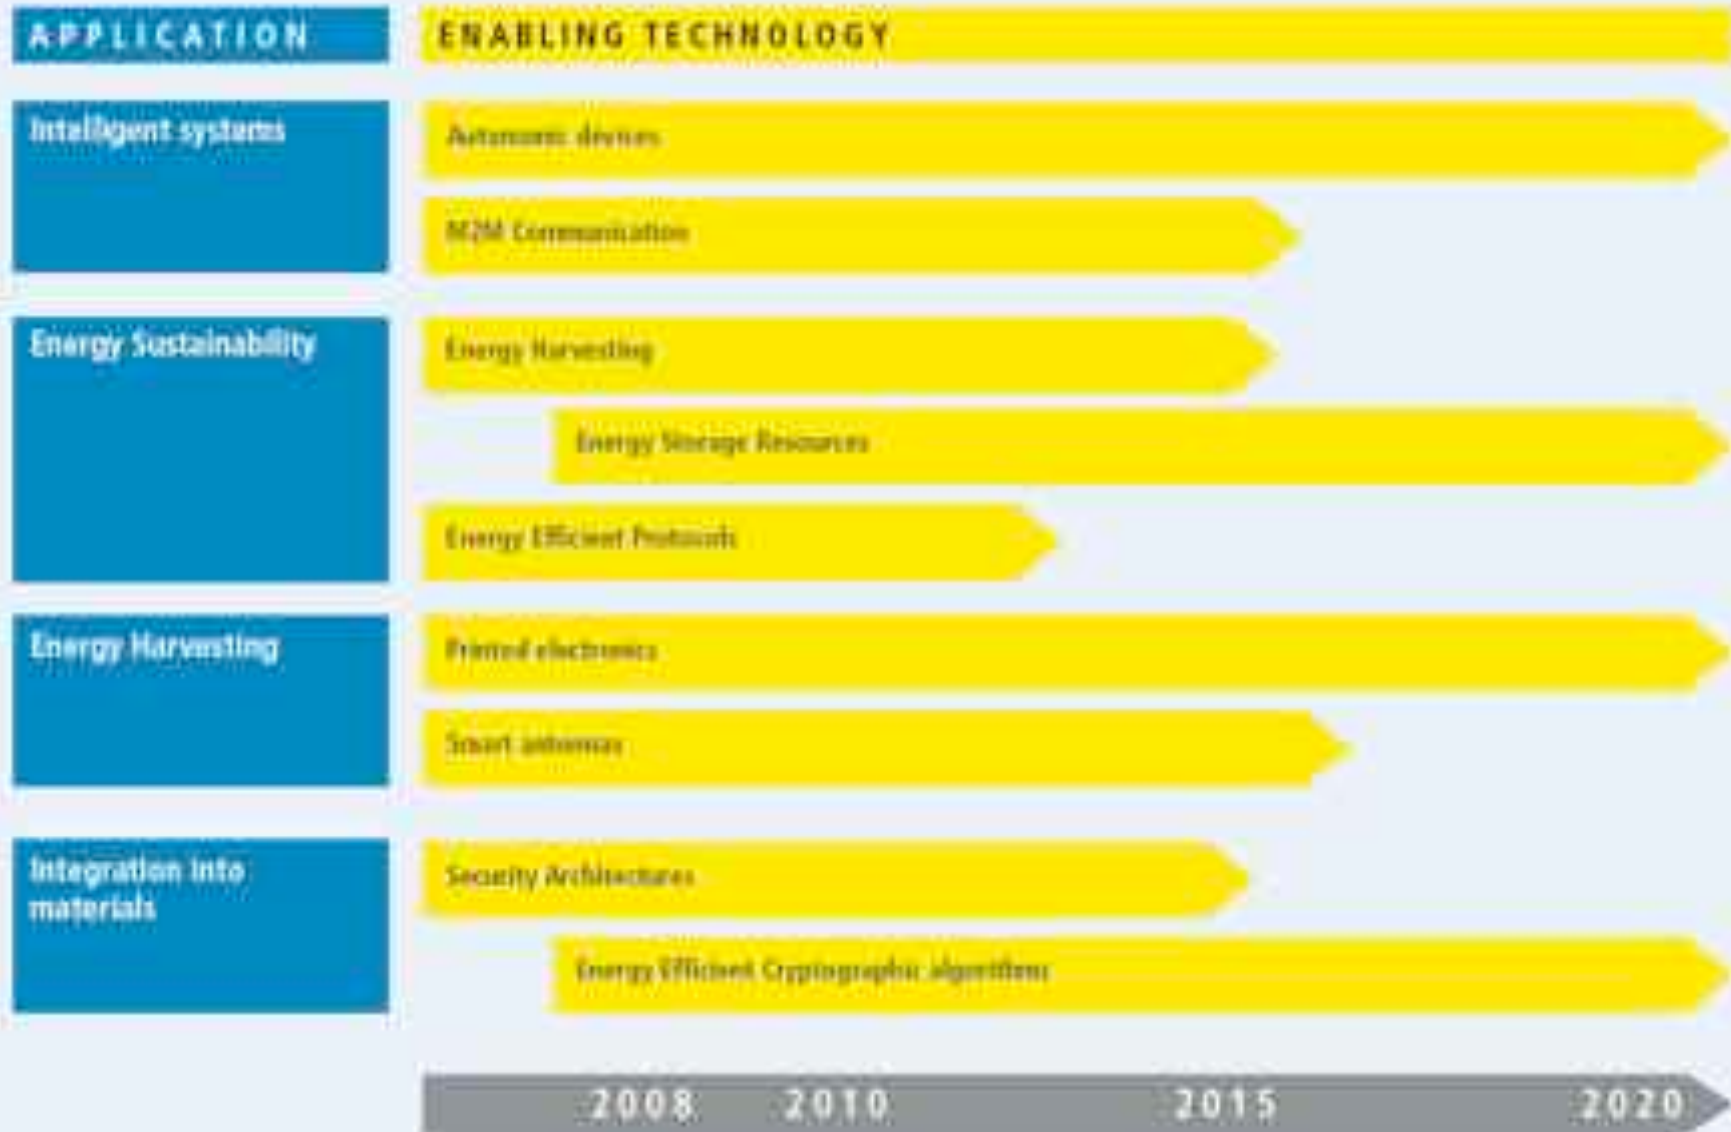 APPLICATION
ENABLING TECHNOLOGY
Intelligent systems
Autonomic devices
M2M Communication
Energy Sustainability
Energy Harvesting
Energy Storage Resources
Energy Efficient Protocols
Energy Harvesting
Printed electronics
Smart antennas
Integration into
materials
Security Architectures
Energy Efficient Cryptographic algorithms
2008 2010 2015 2020